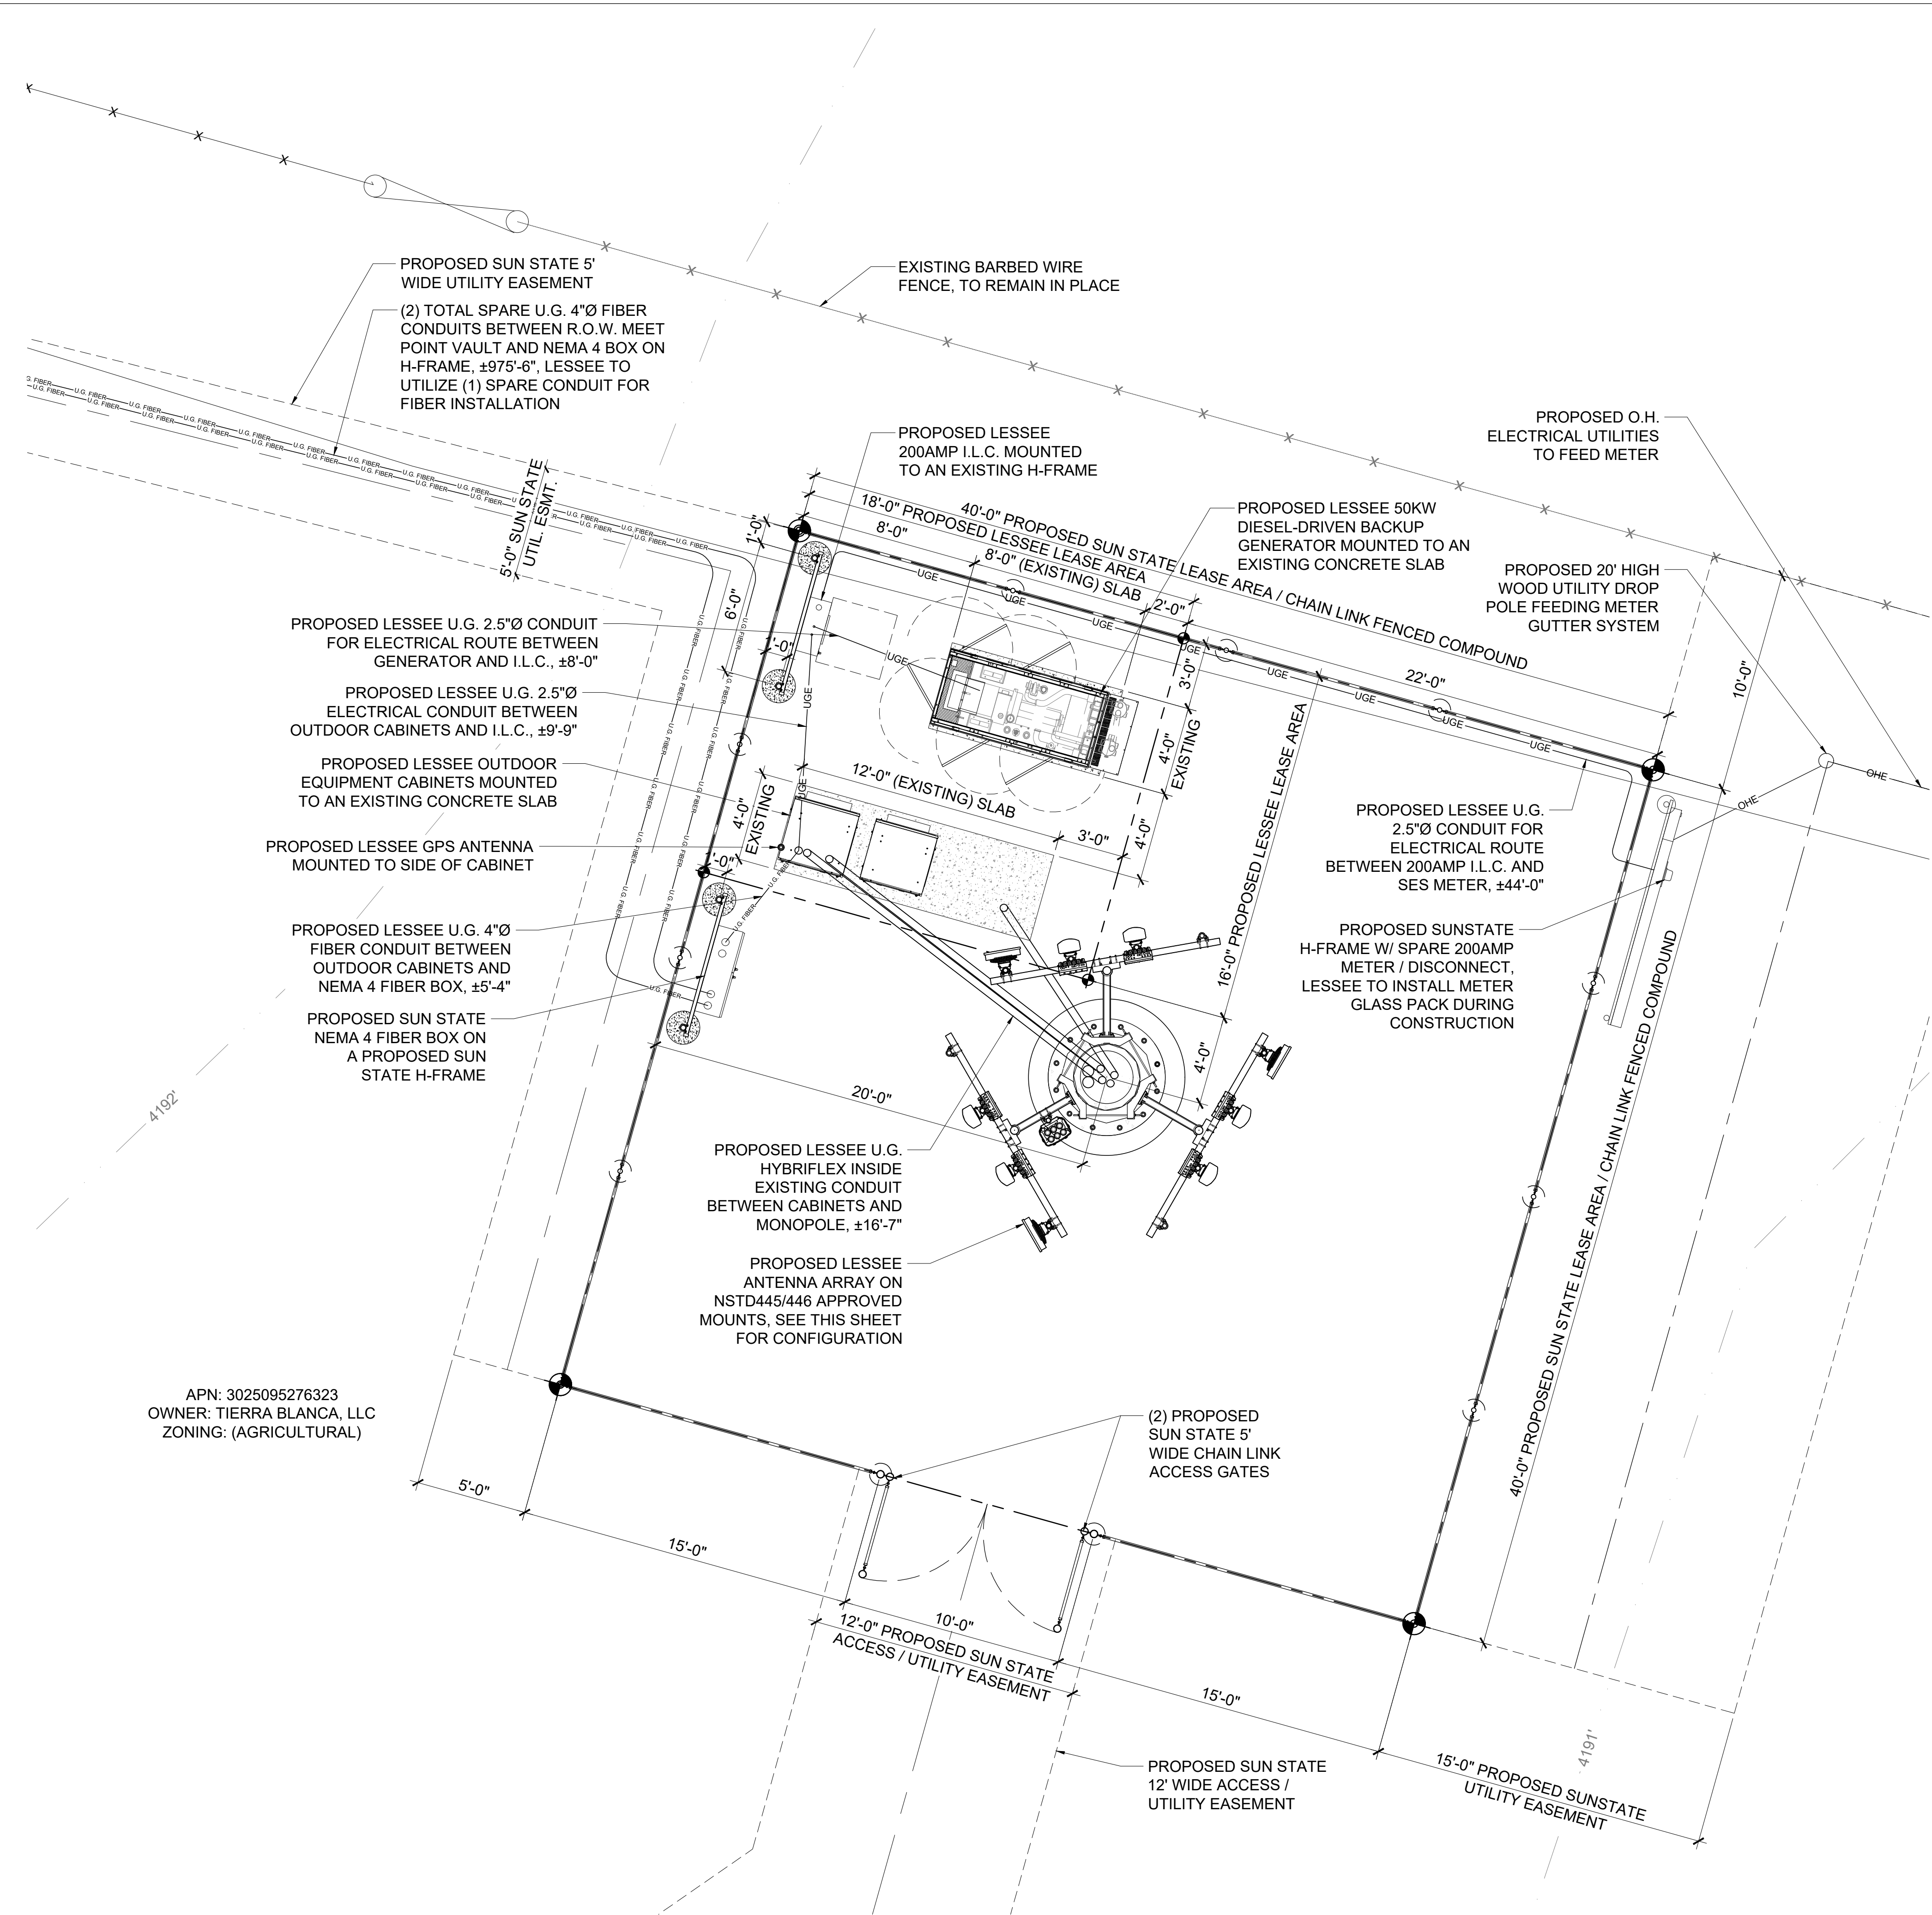 PROPOSED SUN STATE 5'
WIDE UTILITY EASEMENT
(2) TOTAL SPARE U.G. 4"Ø FIBER
CONDUITS BETWEEN R.O.W. MEET
POINT VAULT AND NEMA 4 BOX ON
H-FRAME, ±975'-6", LESSEE TO
UTILIZE (1) SPARE CONDUIT FOR
FIBER INSTALLATION
EXISTING BARBED WIRE
FENCE, TO REMAIN IN PLACE
PROPOSED LESSEE
200AMP I.L.C. MOUNTED
TO AN EXISTING H-FRAME
PROPOSED O.H.
ELECTRICAL UTILITIES
TO FEED METER
PROPOSED LESSEE 50KW
DIESEL-DRIVEN BACKUP
GENERATOR MOUNTED TO AN
EXISTING CONCRETE SLAB
PROPOSED 20' HIGH
WOOD UTILITY DROP
POLE FEEDING METER
GUTTER SYSTEM
5'-0" SUN STATE
UTIL. ESMT.
U.G. FIBER
U.G. FIBER
40'-0" PROPOSED SUN STATE LEASE AREA / CHAIN LINK FENCED COMPOUND
18'-0" PROPOSED LESSEE LEASE AREA
8'-0"
8'-0" (EXISTING) SLAB
2'-0"
22'-0"
10'-0"
1'-0"
6'-0"
UGE
UGE
UGE
UGE
UGE
UGE
UGE
UGE
UGE
UGE
UGE
OHE
OHE
3'-0"
4'-0"
EXISTING
4'-0"
PROPOSED LESSEE U.G. 2.5"Ø CONDUIT
FOR ELECTRICAL ROUTE BETWEEN
GENERATOR AND I.L.C., ±8'-0"
PROPOSED LESSEE U.G. 2.5"Ø
ELECTRICAL CONDUIT BETWEEN
OUTDOOR CABINETS AND I.L.C., ±9'-9"
PROPOSED LESSEE OUTDOOR
EQUIPMENT CABINETS MOUNTED
TO AN EXISTING CONCRETE SLAB
PROPOSED LESSEE GPS ANTENNA
MOUNTED TO SIDE OF CABINET
PROPOSED LESSEE U.G. 4"Ø
FIBER CONDUIT BETWEEN
OUTDOOR CABINETS AND
NEMA 4 FIBER BOX, ±5'-4"
PROPOSED SUN STATE
NEMA 4 FIBER BOX ON
A PROPOSED SUN
STATE H-FRAME
12'-0" (EXISTING) SLAB
3'-0"
4'-0"
EXISTING
16'-0" PROPOSED LESSEE LEASE AREA
4'-0"
20'-0"
PROPOSED LESSEE U.G.
2.5"Ø CONDUIT FOR
ELECTRICAL ROUTE
BETWEEN 200AMP I.L.C. AND
SES METER, ±44'-0"
PROPOSED SUNSTATE
H-FRAME W/ SPARE 200AMP
METER / DISCONNECT,
LESSEE TO INSTALL METER
GLASS PACK DURING
CONSTRUCTION
4192'
PROPOSED LESSEE U.G.
HYBRIFLEX INSIDE
EXISTING CONDUIT
BETWEEN CABINETS AND
MONOPOLE, ±16'-7"
PROPOSED LESSEE
ANTENNA ARRAY ON
NSTD445/446 APPROVED
MOUNTS, SEE THIS SHEET
FOR CONFIGURATION
40'-0" PROPOSED SUN STATE LEASE AREA / CHAIN LINK FENCED COMPOUND
APN: 3025095276323
OWNER: TIERRA BLANCA, LLC
ZONING: (AGRICULTURAL)
(2) PROPOSED
SUN STATE 5'
WIDE CHAIN LINK
ACCESS GATES
5'-0"
15'-0"
10'-0"
12'-0" PROPOSED SUN STATE
ACCESS / UTILITY EASEMENT
15'-0"
PROPOSED SUN STATE
12' WIDE ACCESS /
UTILITY EASEMENT
4191'
15'-0" PROPOSED SUNSTATE
UTILITY EASEMENT